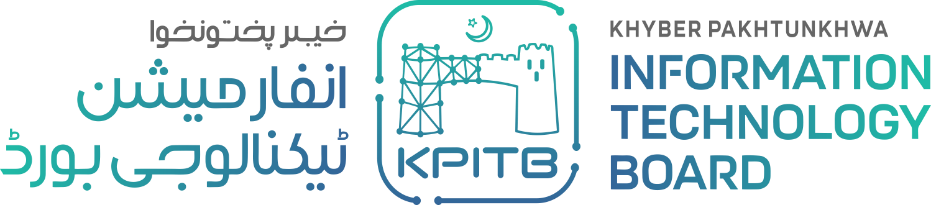 خیبر پختونخوا
انفارمیشن
ٹیکنالوجی بورڈ
KPITB
KHYBER PAKHTUNKHWA
INFORMATION
TECHNOLOGY
BOARD